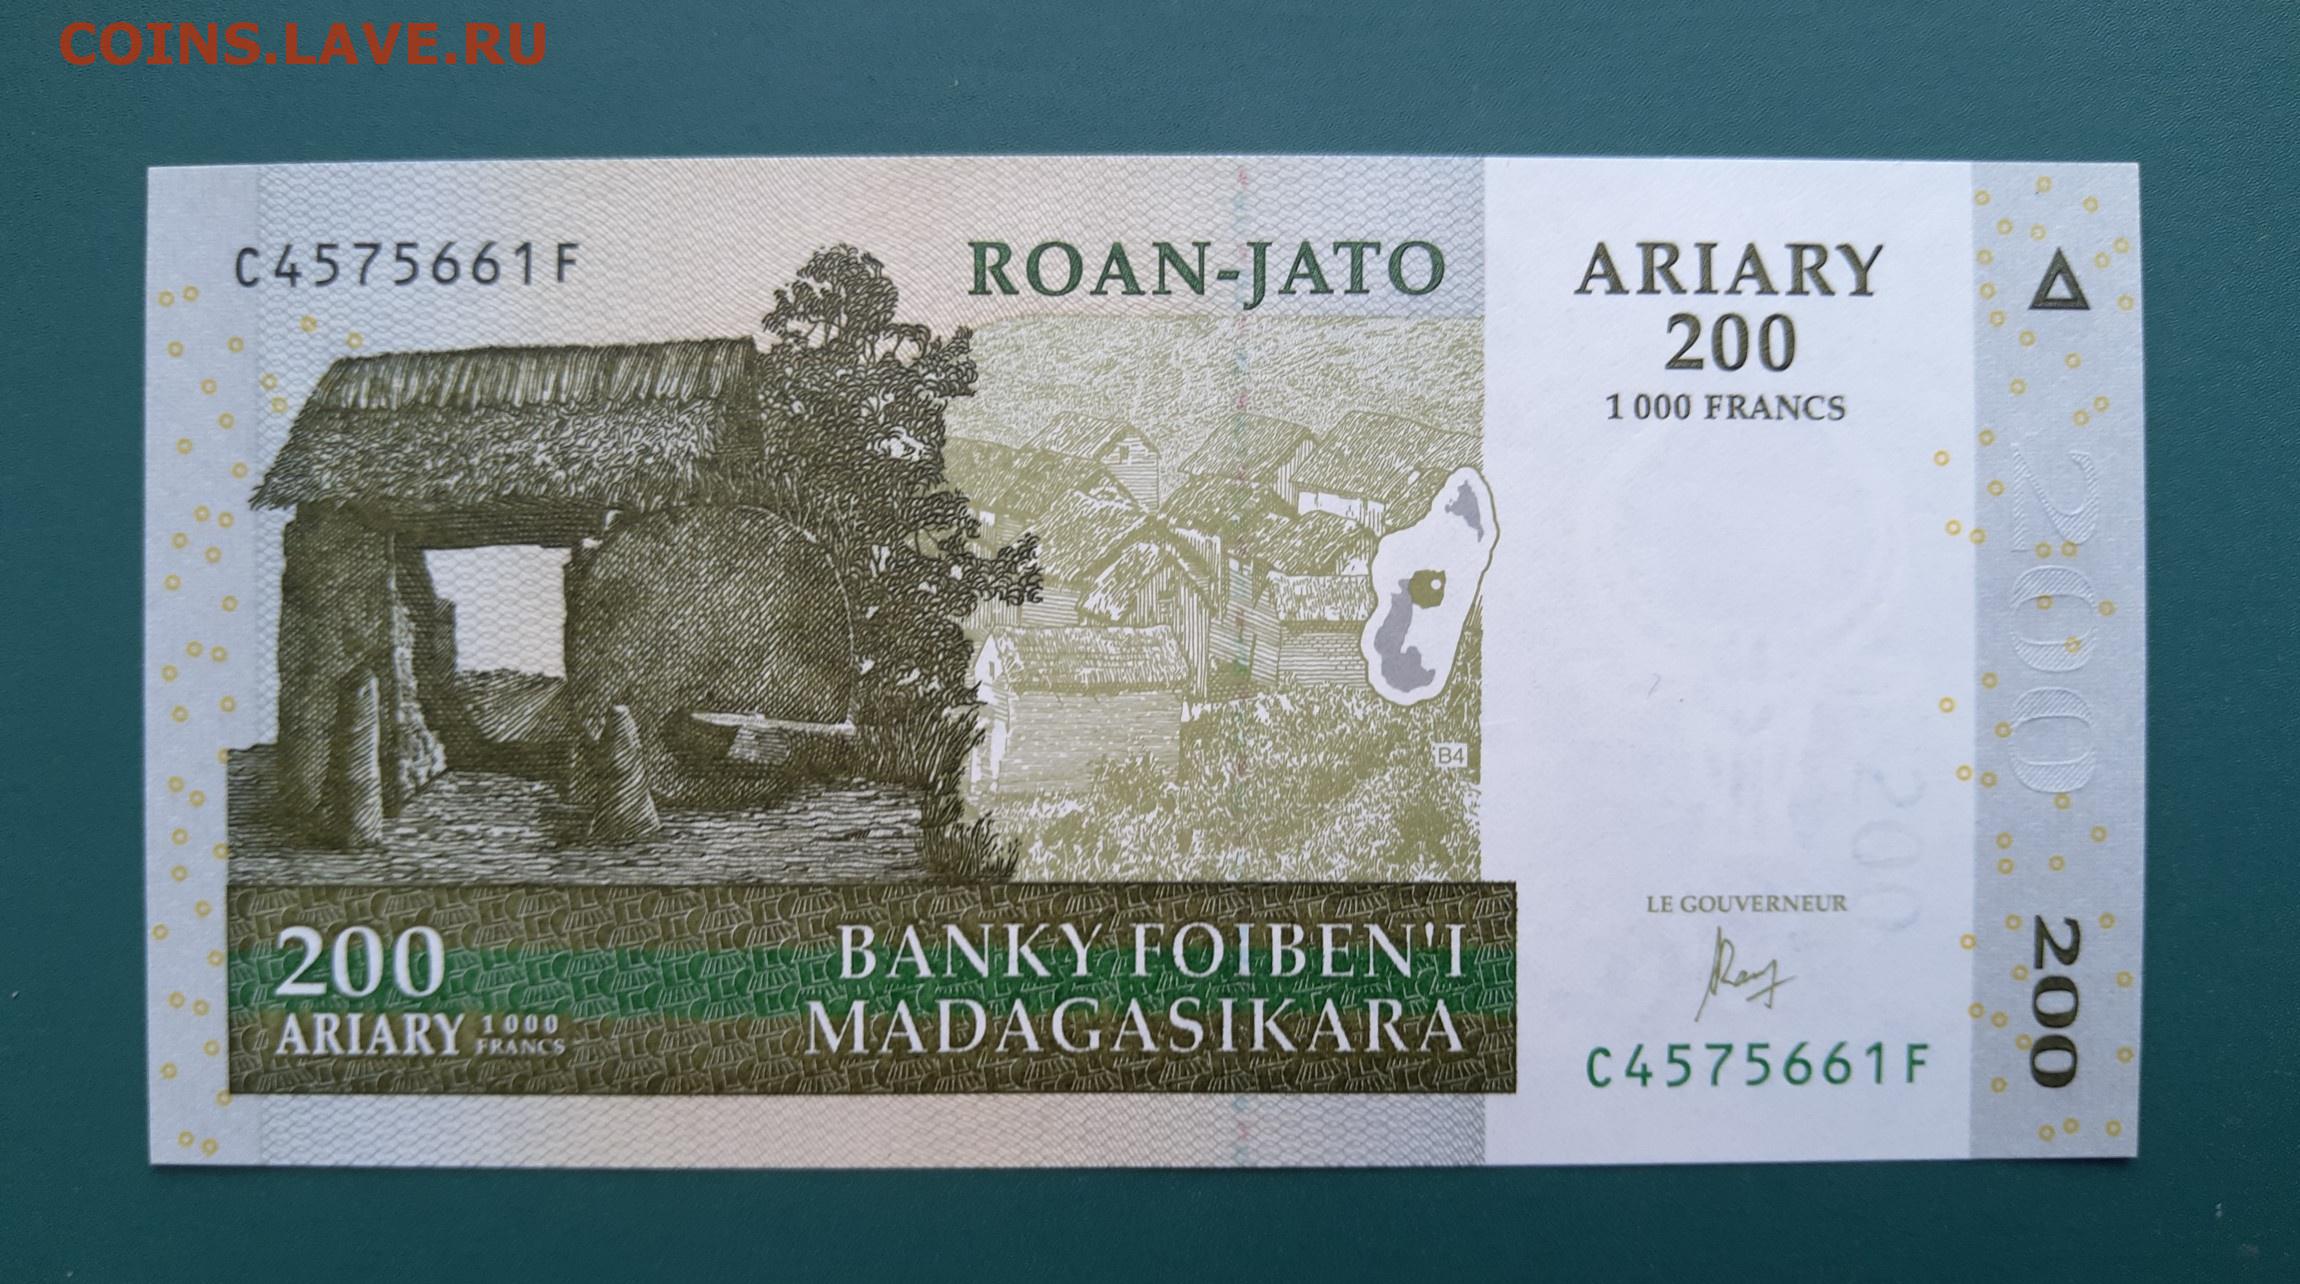 COINS.LAVE.RU
C4575661F
ROAN-JATO
ARIARY
200
1 000 FRANCS
200
B4
LE GOUVERNEUR
200
ARIARY 1 000
FRANCS
BANKY FOIBEN'I
MADAGASIKARA
C4575661F
200